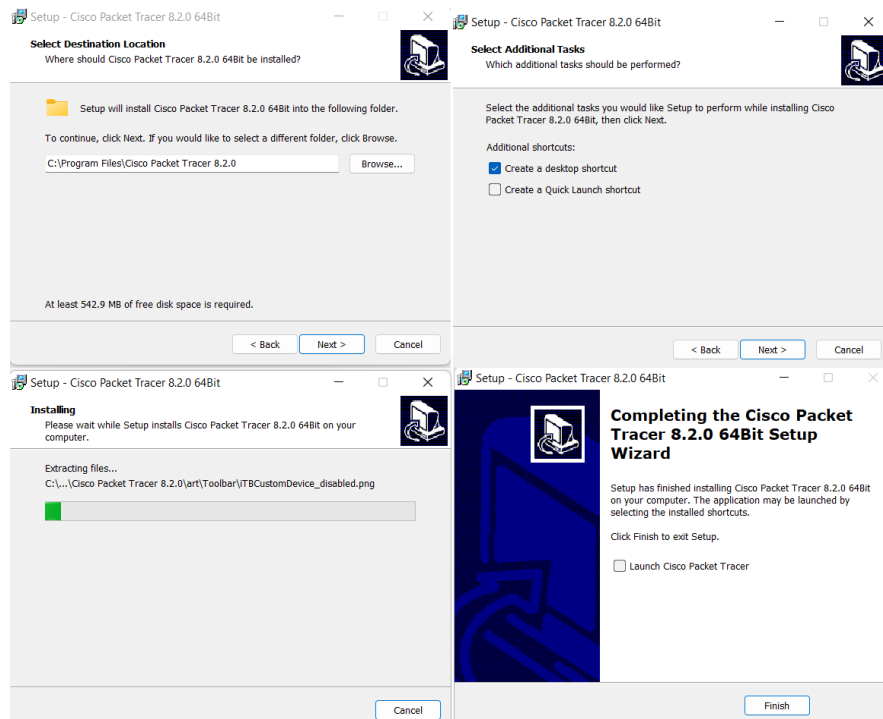 Setup - Cisco Packet Tracer 8.2.0 64Bit
Select Destination Location
Where should Cisco Packet Tracer 8.2.0 64Bit be installed?
Setup will install Cisco Packet Tracer 8.2.0 64Bit into the following folder.
To continue, click Next. If you would like to select a different folder, click Browse.
C:\Program Files\Cisco Packet Tracer 8.2.0
Browse...
At least 542.9 MB of free disk space is required.
< Back
Next >
Cancel
Setup - Cisco Packet Tracer 8.2.0 64Bit
Select Additional Tasks
Which additional tasks should be performed?
Select the additional tasks you would like Setup to perform while installing Cisco
Packet Tracer 8.2.0 64Bit, then click Next.
Additional shortcuts:
Create a desktop shortcut
Create a Quick Launch shortcut
< Back
Next >
Cancel
Setup - Cisco Packet Tracer 8.2.0 64Bit
Installing
Please wait while Setup installs Cisco Packet Tracer 8.2.0 64Bit on your
computer.
Extracting files...
C:\...\Cisco Packet Tracer 8.2.0\art\Toolbar\iTBCustomDevice_disabled.png
Cancel
Setup - Cisco Packet Tracer 8.2.0 64Bit
Completing the Cisco Packet
Tracer 8.2.0 64Bit Setup
Wizard
Setup has finished installing Cisco Packet Tracer 8.2.0 64Bit
on your computer. The application may be launched by
selecting the installed shortcuts.
Click Finish to exit Setup.
Launch Cisco Packet Tracer
Finish